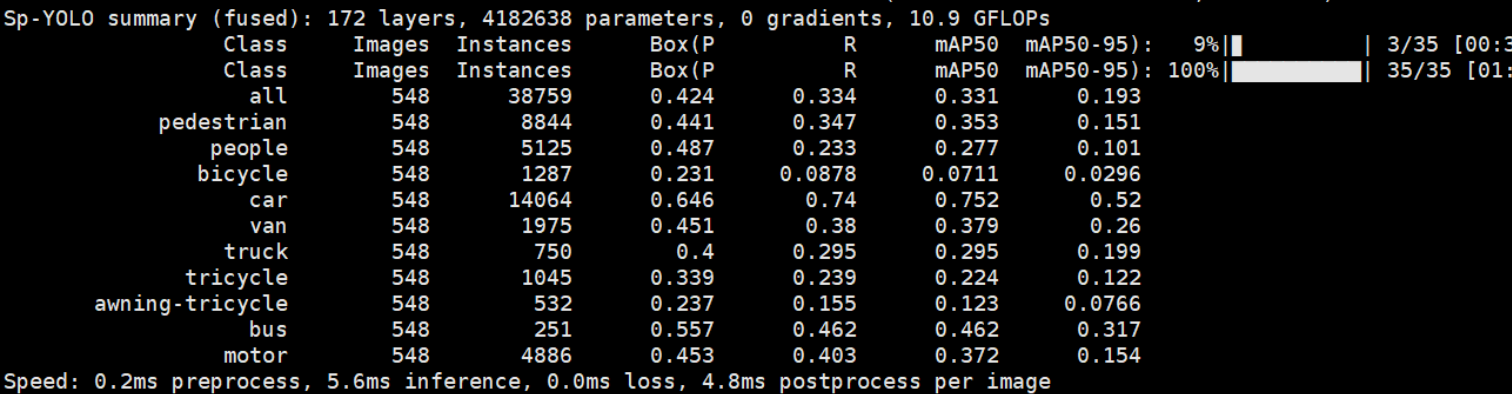 Sp-YOLO summary (fused): 172 layers, 4182638 parameters, 0 gradients, 10.9 GFLOPs
Class Images Instances Box(P R mAP50 mAP50-95): 9%|█ | 3/35 [00:3
Class Images Instances Box(P R mAP50 mAP50-95): 100%|██████████| 35/35 [01:
all 548 38759 0.424 0.334 0.331 0.193
pedestrian 548 8844 0.441 0.347 0.353 0.151
people 548 5125 0.487 0.233 0.277 0.101
bicycle 548 1287 0.231 0.0878 0.0711 0.0296
car 548 14064 0.646 0.74 0.752 0.52
van 548 1975 0.451 0.38 0.379 0.26
truck 548 750 0.4 0.295 0.295 0.199
tricycle 548 1045 0.339 0.239 0.224 0.122
awning-tricycle 548 532 0.237 0.155 0.123 0.0766
bus 548 251 0.557 0.462 0.462 0.317
motor 548 4886 0.453 0.403 0.372 0.154
Speed: 0.2ms preprocess, 5.6ms inference, 0.0ms loss, 4.8ms postprocess per image